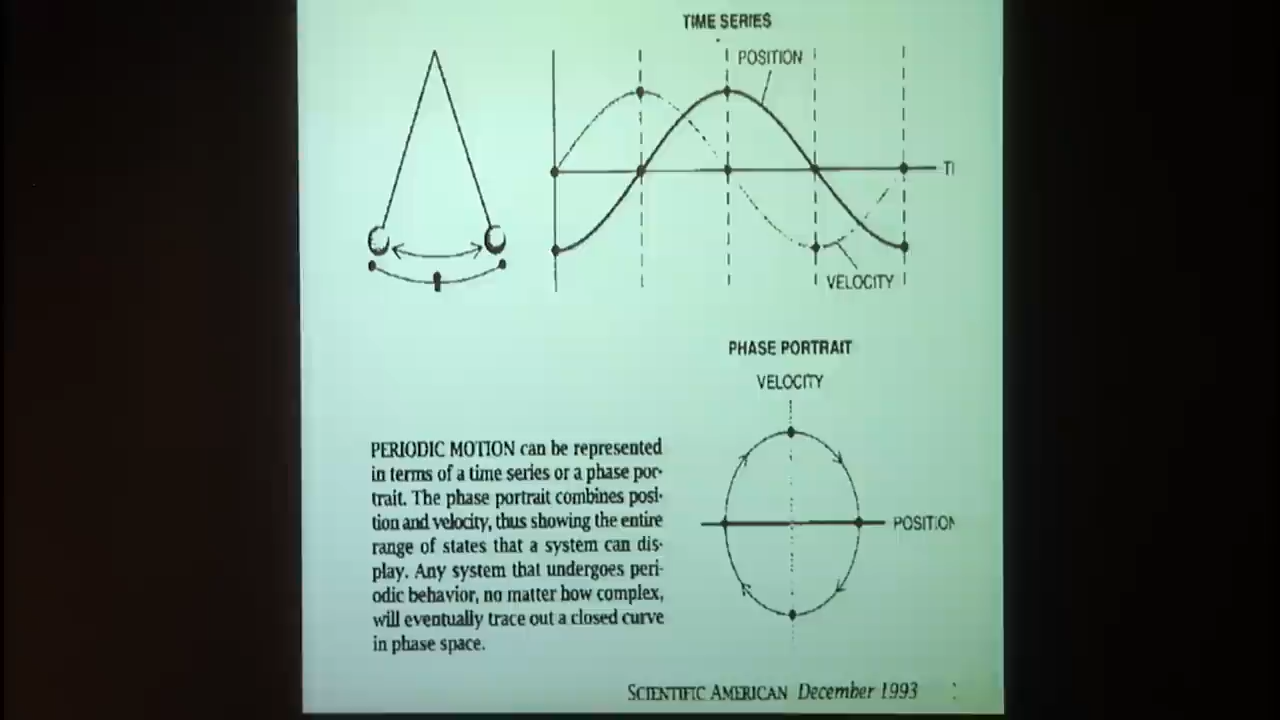 TIME SERIES
POSITION
VELOCITY
PHASE PORTRAIT
VELOCITY
POSITION
PERIODIC MOTION can be represented
in terms of a time series or a phase por-
trait. The phase portrait combines posi-
tion and velocity, thus showing the entire
range of states that a system can dis-
play. Any system that undergoes peri-
odic behavior, no matter how complex,
will eventually trace out a closed curve
in phase space.
SCIENTIFIC AMERICAN December 1993